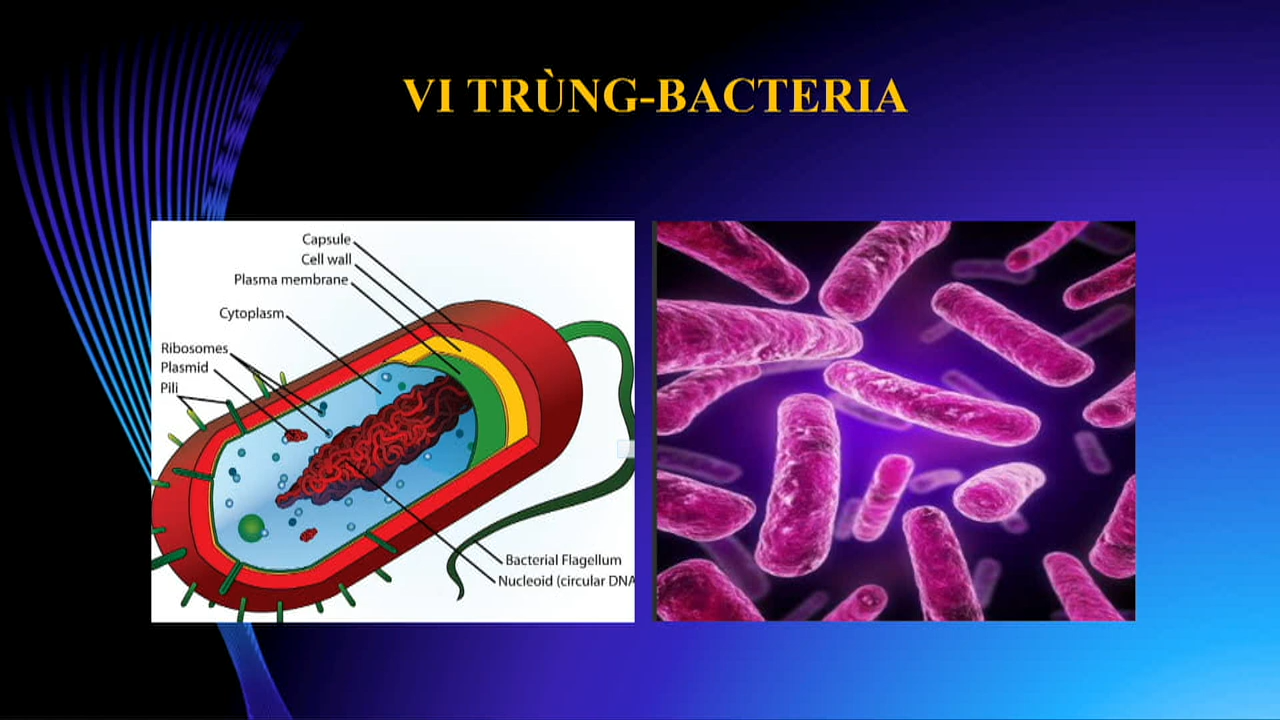 VI TRÙNG-BACTERIA
Capsule
Cell wall
Plasma membrane
Cytoplasm
Ribosomes
Plasmid
Pili
Bacterial Flagellum
Nucleoid (circular DNA